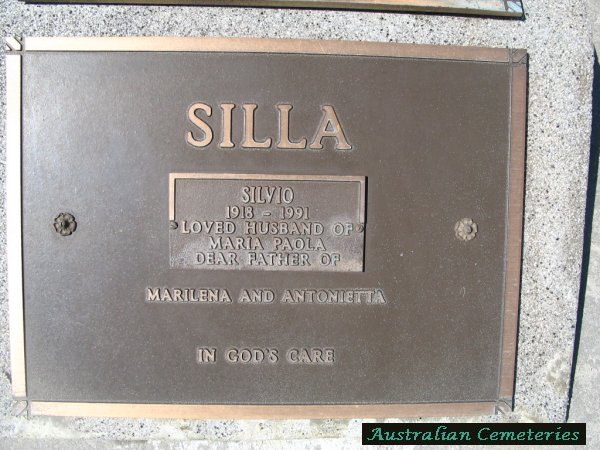 SILLA
SILVIO
1918 - 1991
LOVED HUSBAND OF
MARIA PAOLA
DEAR FATHER OF
MARILENA AND ANTONIETTA
IN GOD'S CARE
Australian Cemeteries